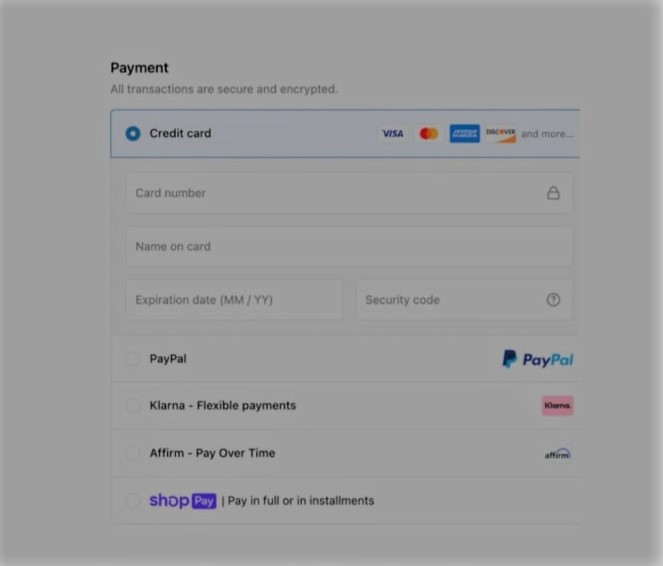 Payment
All transactions are secure and encrypted.
Credit card VISA AMEX DISCOVER and more...
Card number
Name on card
Expiration date (MM / YY) Security code ?
PayPal PayPal
Klarna - Flexible payments Klarna.
Affirm - Pay Over Time affirm
shop Pay | Pay in full or in installments